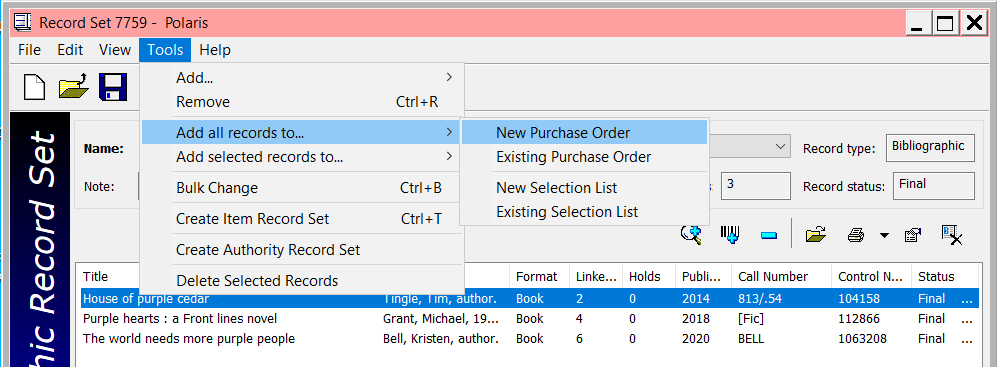 Record Set 7759 - Polaris
File Edit View Tools Help
Add...
Remove Ctrl+R
Add all records to...
Add selected records to...
Bulk Change Ctrl+B
Create Item Record Set Ctrl+T
Create Authority Record Set
Delete Selected Records
New Purchase Order
Existing Purchase Order
New Selection List
Existing Selection List
Name:
Record type: Bibliographic
Note:
3
Record status: Final
hic Record Set
Title Format Linke... Holds Publi... Call Number Control N... Status
House of purple cedar Tingle, Tim, author. Book 2 0 2014 813/.54 104158 Final ...
Purple hearts : a Front lines novel Grant, Michael, 19... Book 4 0 2018 [Fic] 112866 Final ...
The world needs more purple people Bell, Kristen, author. Book 6 0 2020 BELL 1063208 Final ...